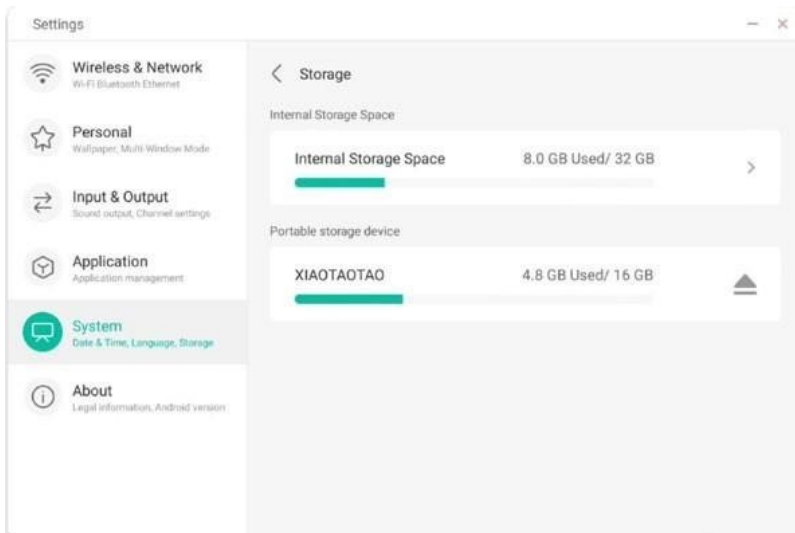 Settings
Wireless & Network
Wi-Fi Bluetooth Ethernet
Personal
Wallpaper, Multi-Window Mode
Input & Output
Sound output, Channel settings
Application
Application management
System
Date & Time, Language, Storage
About
Legal information, Android version
Storage
Internal Storage Space
Internal Storage Space 8.0 GB Used/ 32 GB
Portable storage device
XIAOTAOTAO 4.8 GB Used/ 16 GB